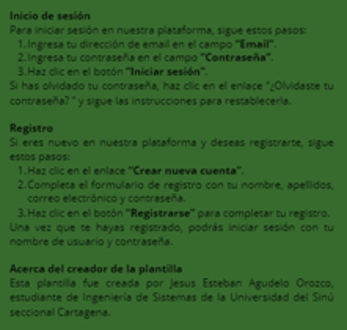 Inicio de sesión
Para iniciar sesión en nuestra plataforma, sigue estos pasos:
1. Ingresa tu dirección de email en el campo "Email".
2. Ingresa tu contraseña en el campo "Contraseña".
3. Haz clic en el botón "Iniciar sesión".
Si has olvidado tu contraseña, haz clic en el enlace "¿Olvidaste tu
contraseña? " y sigue las instrucciones para restablecerla.
Registro
Si eres nuevo en nuestra plataforma y deseas registrarte, sigue
estos pasos:
1. Haz clic en el enlace "Crear nueva cuenta".
2. Completa el formulario de registro con tu nombre, apellidos,
correo electrónico y contraseña.
3. Haz clic en el botón "Registrarse" para completar tu registro.
Una vez que te hayas registrado, podrás iniciar sesión con tu
nombre de usuario y contraseña.
Acerca del creador de la plantilla
Esta plantilla fue creada por Jesus Esteban Agudelo Orozco,
estudiante de Ingeniería de Sistemas de la Universidad del Sinú
seccional Cartagena.